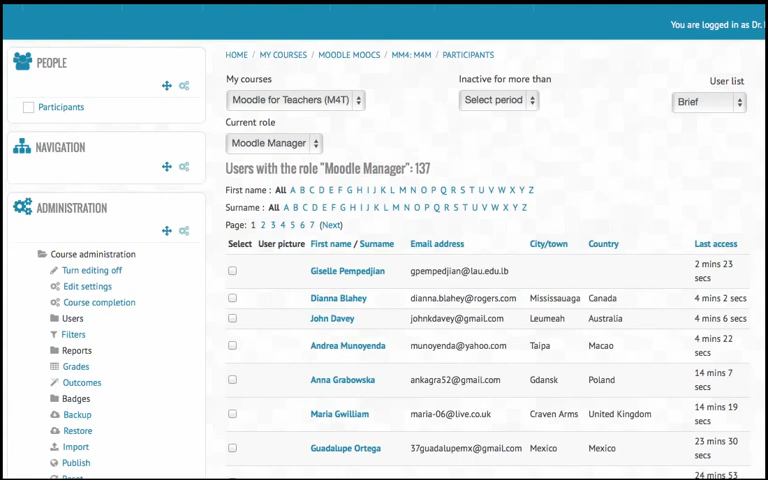 You are logged in as Dr.
PEOPLE
Participants
NAVIGATION
ADMINISTRATION
Course administration
Turn editing off
Edit settings
Course completion
Users
Filters
Reports
Grades
Outcomes
Badges
Backup
Restore
Import
Publish
HOME / MY COURSES / MOODLE MOOCS / MM4: M4M / PARTICIPANTS
My courses
Moodle for Teachers (M4T)
Inactive for more than
Select period
User list
Brief
Current role
Moodle Manager
Users with the role "Moodle Manager": 137
First name : All A B C D E F G H I J K L M N O P Q R S T U V W X Y Z
Surname : All A B C D E F G H I J K L M N O P Q R S T U V W X Y Z
Page: 1 2 3 4 5 6 7 (Next)
Select User picture First name / Surname Email address City/town Country Last access
Giselle Pempedjian gpempedjian@lau.edu.lb 2 mins 23
secs
Dianna Blahey dianna.blahey@rogers.com Mississauaga Canada 4 mins 2 secs
John Davey johnkdavey@gmail.com Leumeah Australia 4 mins 6 secs
Andrea Munoyenda munoyenda@yahoo.com Taipa Macao 4 mins 22
secs
Anna Grabowska ankagra52@gmail.com Gdansk Poland 14 mins 7
secs
Maria Gwilliam maria-06@live.co.uk Craven Arms United Kingdom 14 mins 19
secs
Guadalupe Ortega 37guadalupemx@gmail.com Mexico Mexico 23 mins 30
secs
24 mins 53